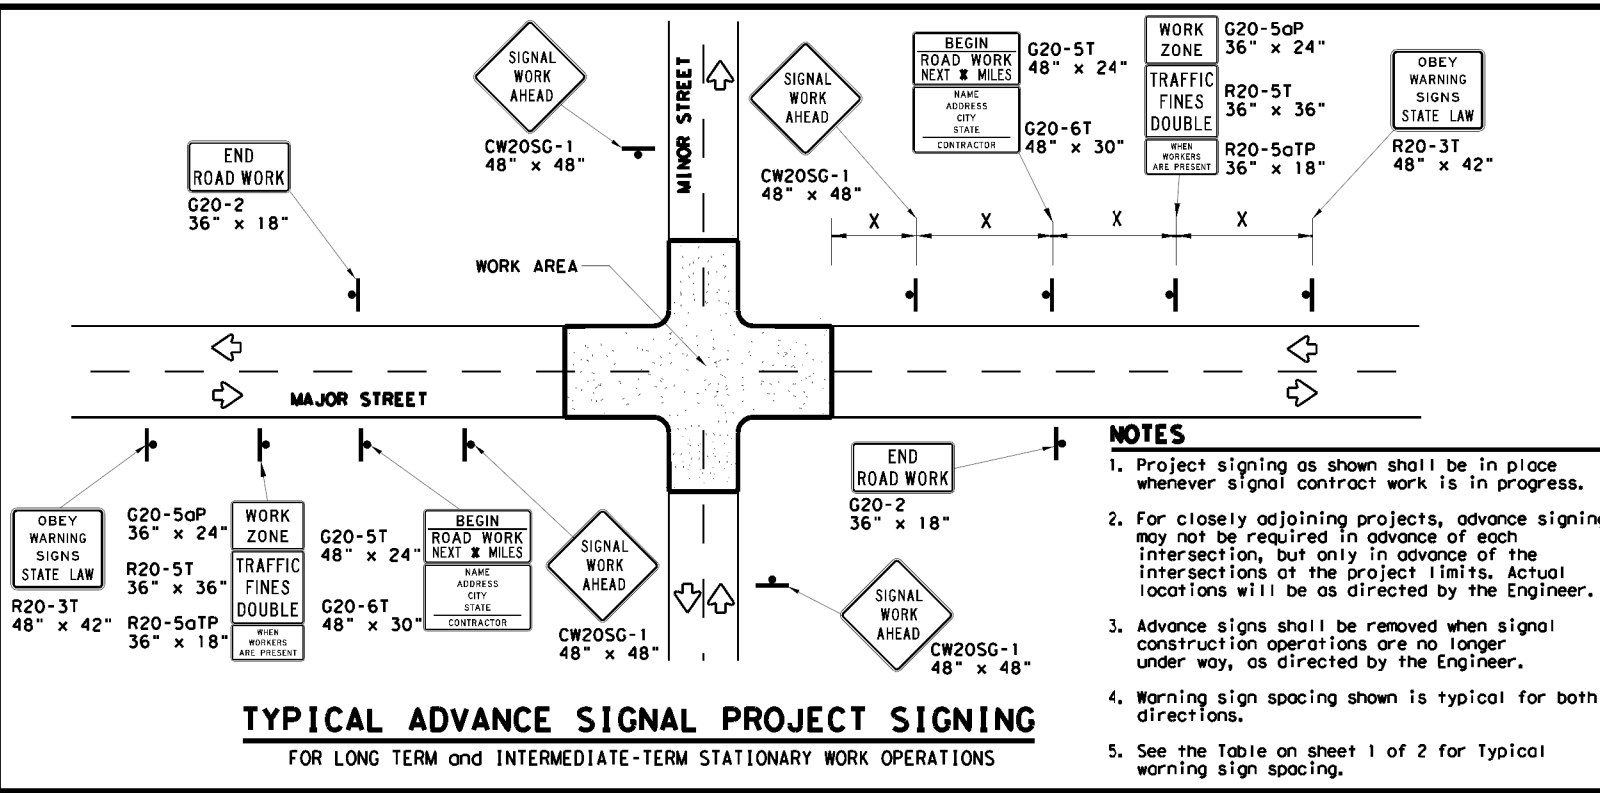 SIGNAL
WORK
AHEAD
CW20SG-1
48" x 48"
END
ROAD WORK
G20-2
36" x 18"
MINOR STREET
SIGNAL
WORK
AHEAD
CW20SG-1
48" x 48"
BEGIN
ROAD WORK
NEXT X MILES
G20-5T
48" x 24"
NAME
ADDRESS
CITY
STATE
CONTRACTOR
G20-6T
48" x 30"
WORK
ZONE
G20-5aP
36" x 24"
TRAFFIC
FINES
DOUBLE
R20-5T
36" x 36"
WHEN
WORKERS
ARE PRESENT
R20-5aTP
36" x 18"
OBEY
WARNING
SIGNS
STATE LAW
R20-3T
48" x 42"
X X X X
WORK AREA
MAJOR STREET
OBEY
WARNING
SIGNS
STATE LAW
R20-3T
48" x 42"
G20-5aP
36" x 24"
WORK
ZONE
R20-5T
36" x 36"
TRAFFIC
FINES
DOUBLE
R20-5aTP
36" x 18"
WHEN
WORKERS
ARE PRESENT
G20-5T
48" x 24"
BEGIN
ROAD WORK
NEXT X MILES
G20-6T
48" x 30"
NAME
ADDRESS
CITY
STATE
CONTRACTOR
SIGNAL
WORK
AHEAD
CW20SG-1
48" x 48"
END
ROAD WORK
G20-2
36" x 18"
SIGNAL
WORK
AHEAD
CW20SG-1
48" x 48"
TYPICAL ADVANCE SIGNAL PROJECT SIGNING
FOR LONG TERM and INTERMEDIATE-TERM STATIONARY WORK OPERATIONS
NOTES
1. Project signing as shown shall be in place
whenever signal contract work is in progress.
2. For closely adjoining projects, advance signing
may not be required in advance of each
intersection, but only in advance of the
intersections at the project limits. Actual
locations will be as directed by the Engineer.
3. Advance signs shall be removed when signal
construction operations are no longer
under way, as directed by the Engineer.
4. Warning sign spacing shown is typical for both
directions.
5. See the Table on sheet 1 of 2 for Typical
warning sign spacing.